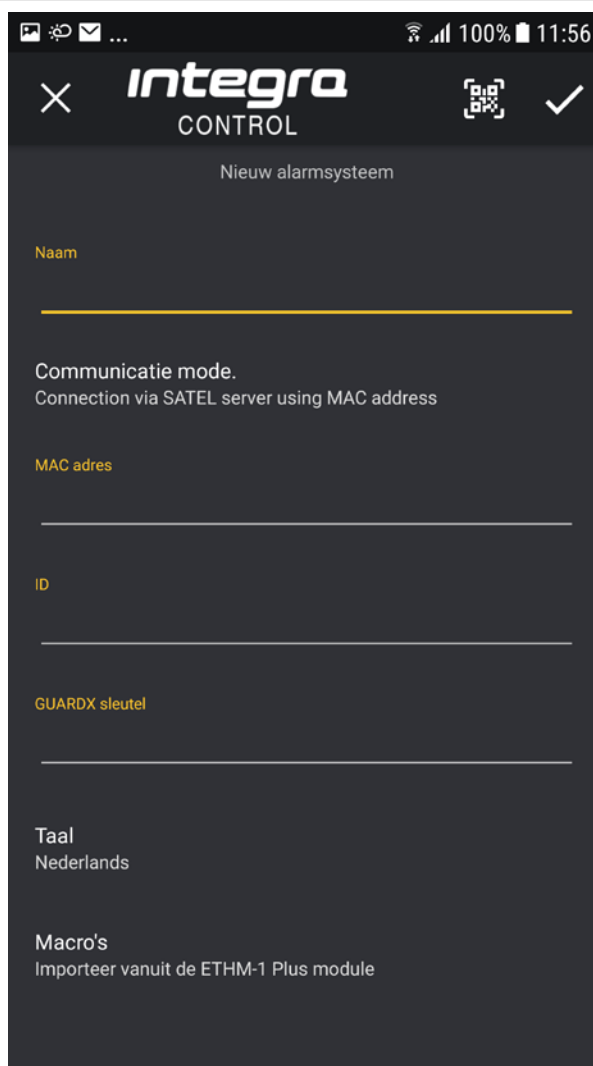 ... 100% 11:56
Integra
CONTROL
Nieuw alarmsysteem
Naam
Communicatie mode.
Connection via SATEL server using MAC address
MAC adres
ID
GUARDX sleutel
Taal
Nederlands
Macro's
Importeer vanuit de ETHM-1 Plus module